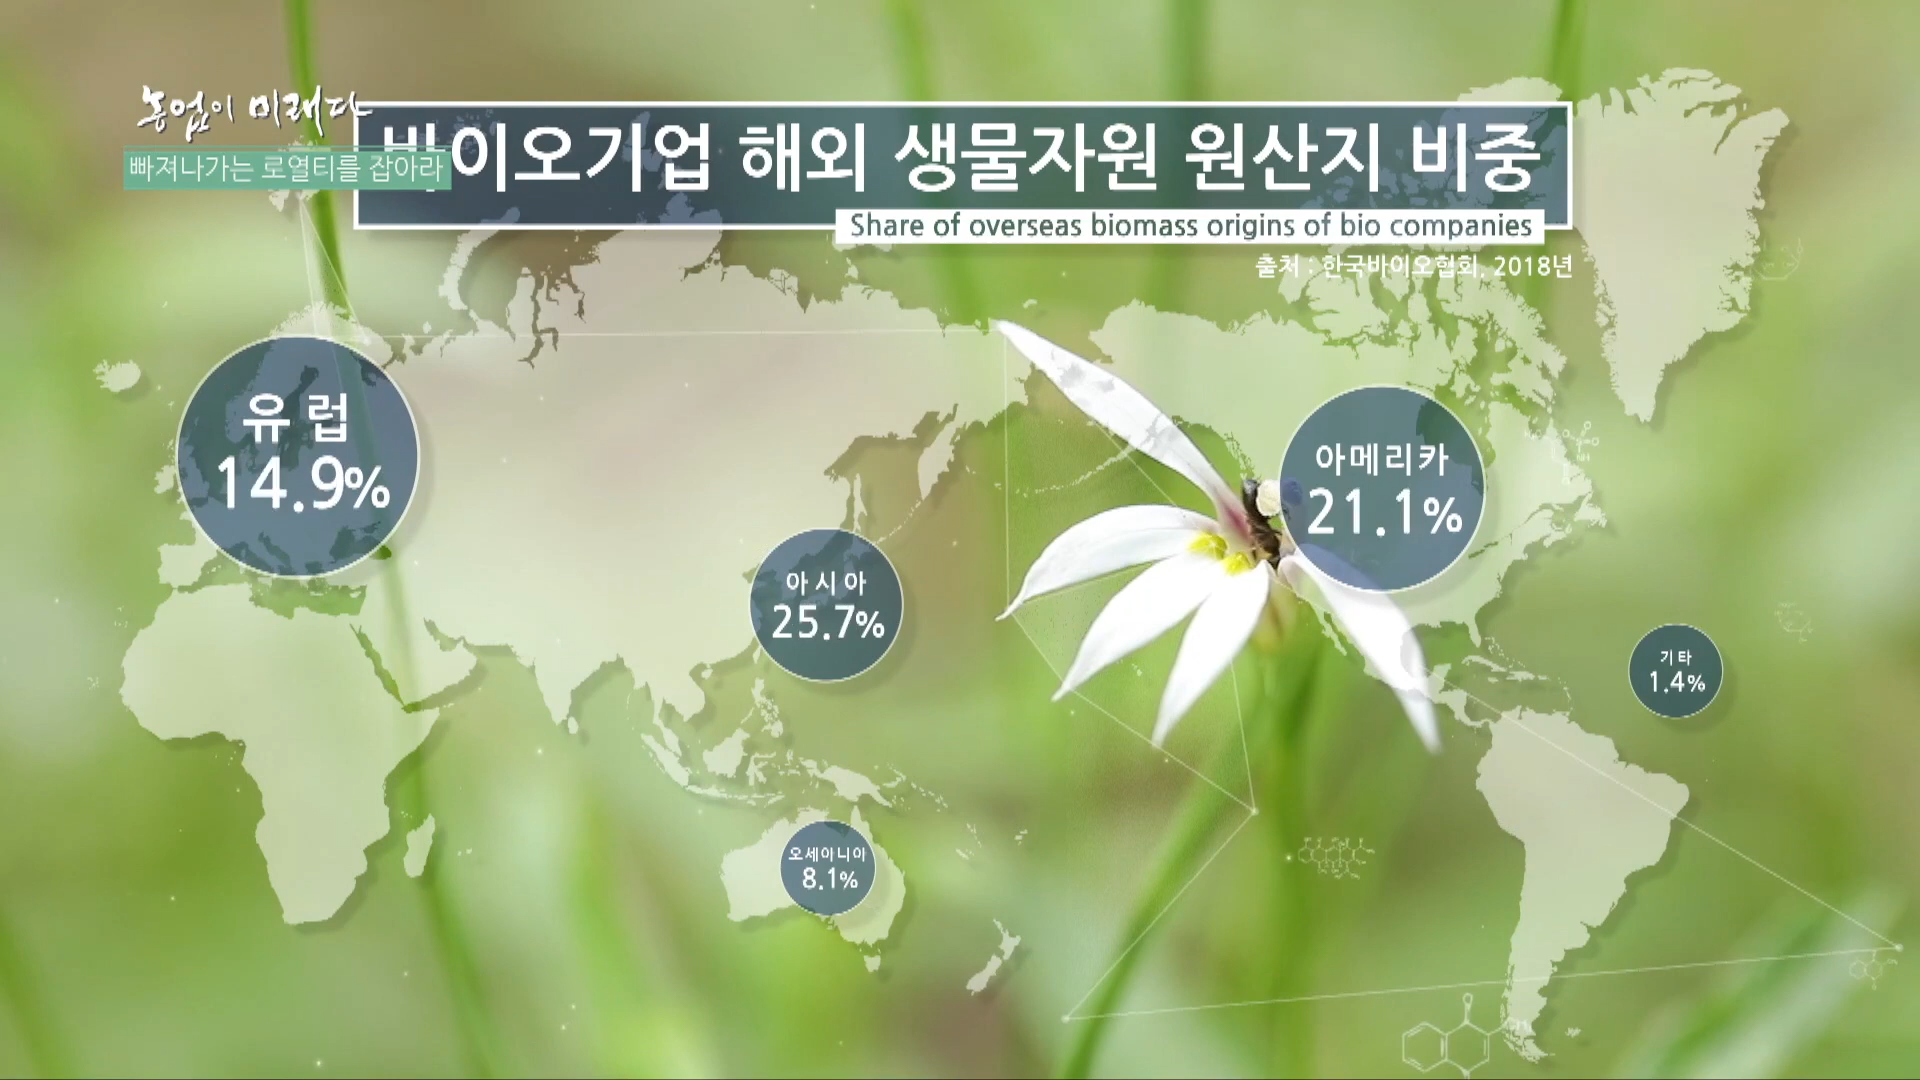 농업이 미래다
빠져나가는 로열티를 잡아라
바이오기업 해외 생물자원 원산지 비중
Share of overseas biomass origins of bio companies
출처 : 한국바이오협회. 2018년
유 럽
14.9%
아메리카
21.1%
아 시 아
25.7%
기 타
1.4%
오세아니아
8.1%